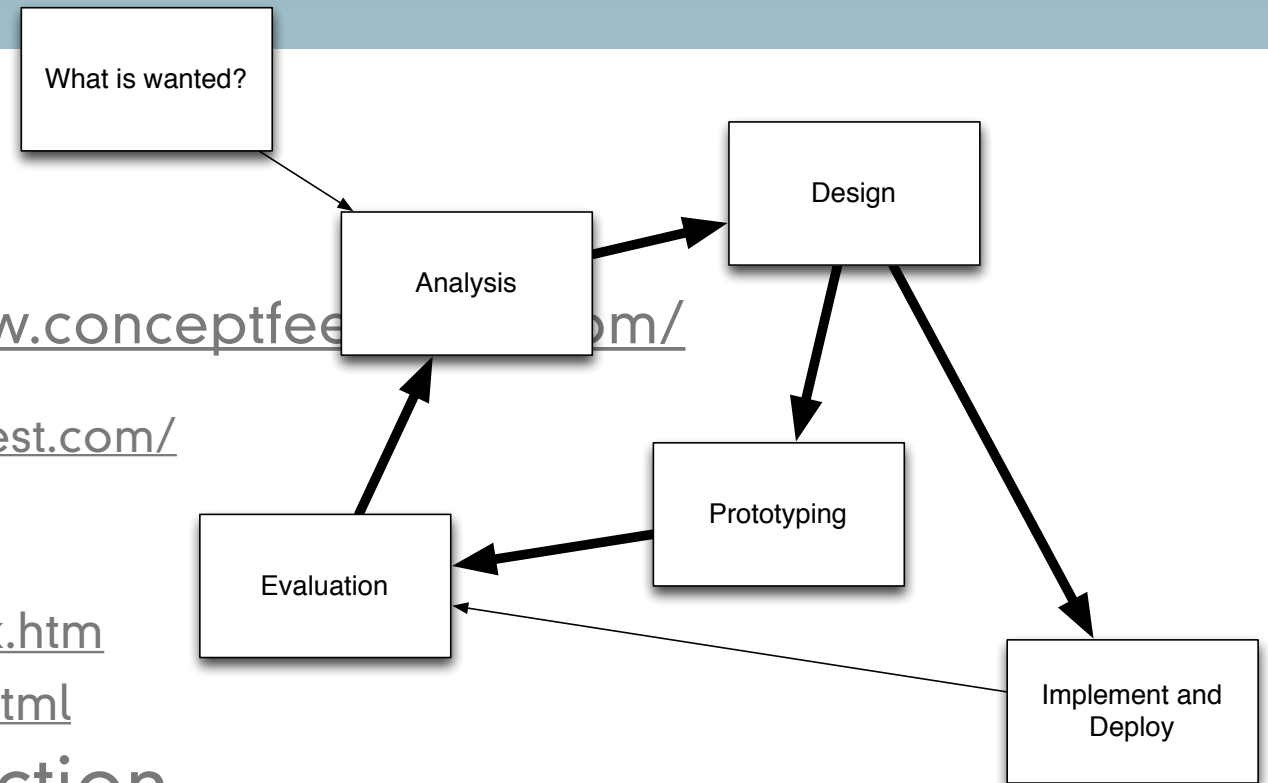 What is wanted?
Design
Analysis
w.conceptfee om/
est.com/
Prototyping
Evaluation
.htm
tml
Implement and
Deploy
ction